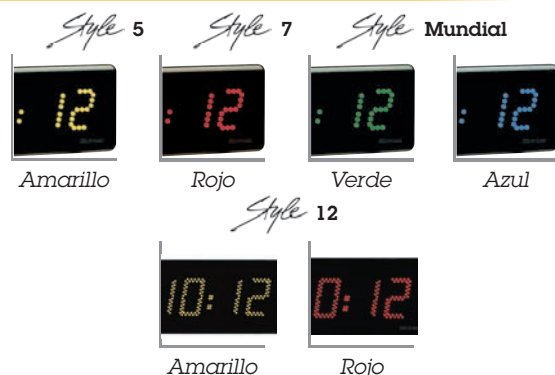 Style 5 Style 7 Style Mundial
: 12 : 12 : 12 : 12
Amarillo Rojo Verde Azul
Style 12
10:12 0:12
Amarillo Rojo